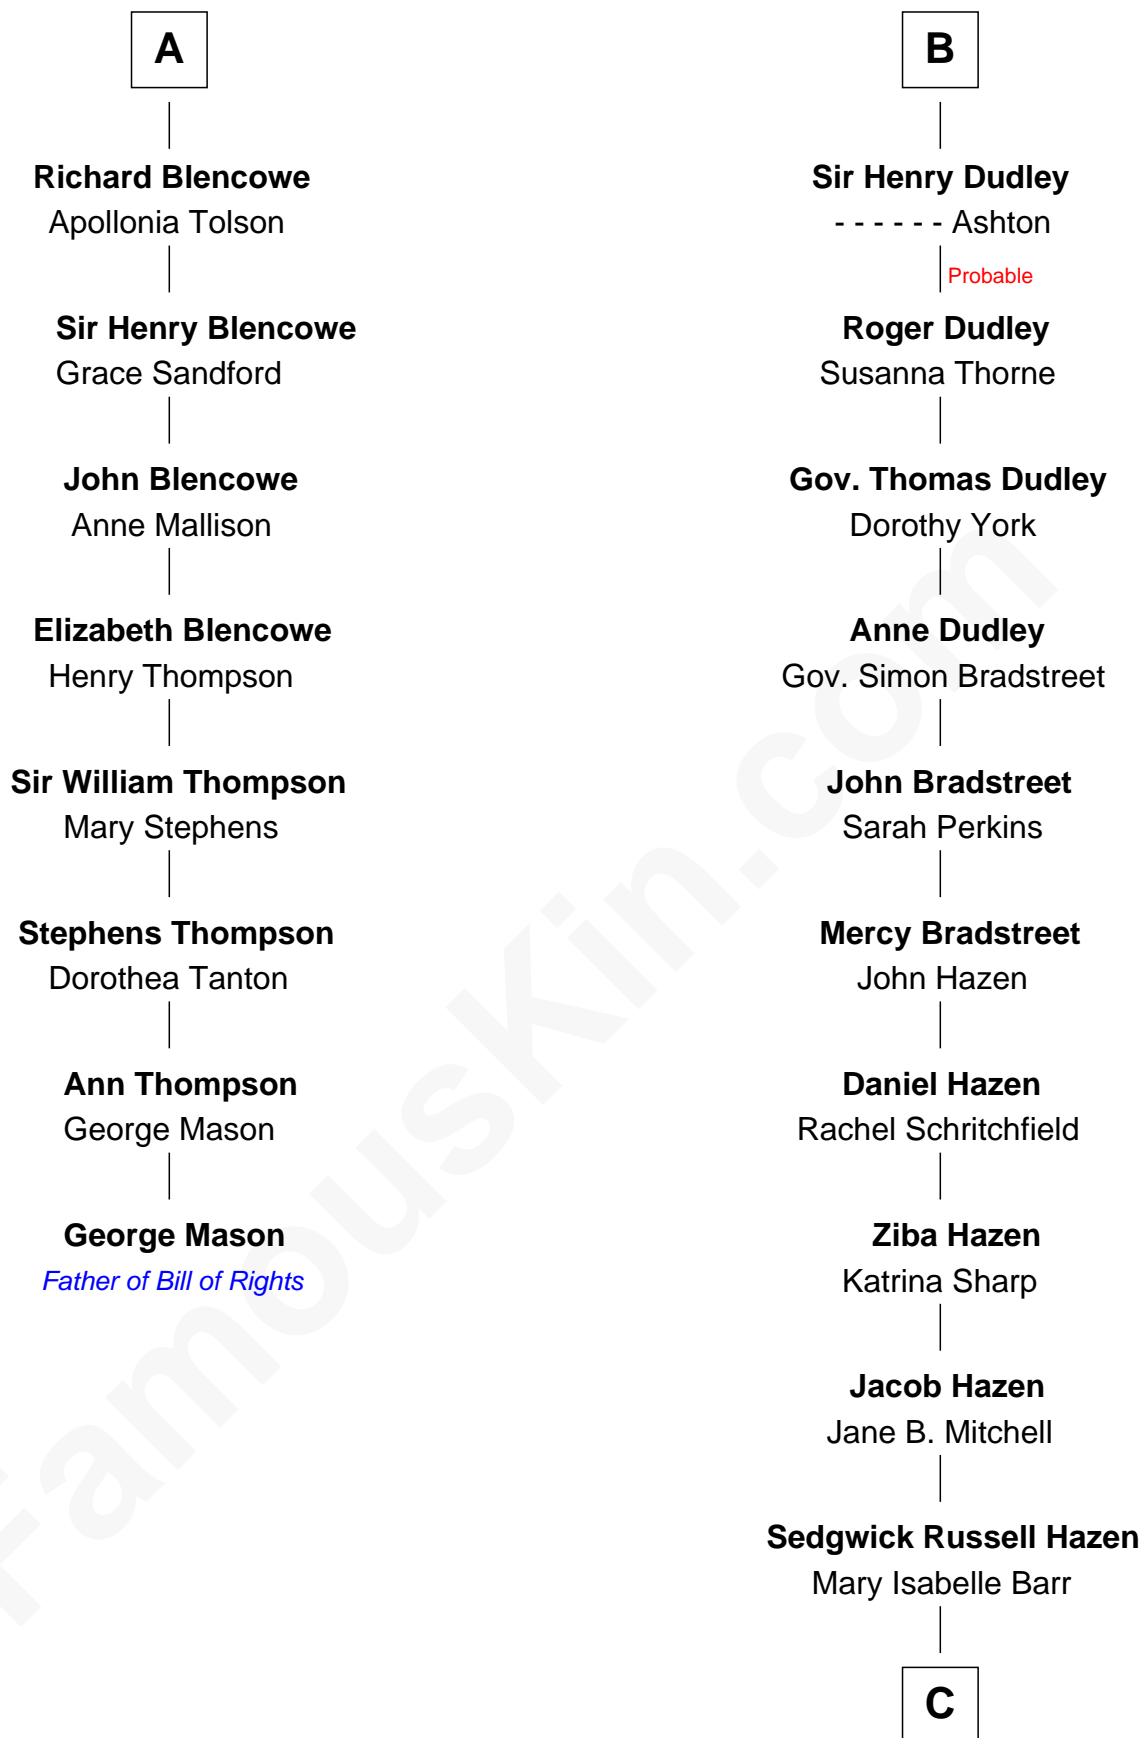 A
Richard Blencowe
Apollonia Tolson
Sir Henry Blencowe
Grace Sandford
John Blencowe
Anne Mallison
Elizabeth Blencowe
Henry Thompson
Sir William Thompson
Mary Stephens
Stephens Thompson
Dorothea Tanton
Ann Thompson
George Mason
George Mason
Father of Bill of Rights
B
Sir Henry Dudley
- - - - - - Ashton
Probable
Roger Dudley
Susanna Thorne
Gov. Thomas Dudley
Dorothy York
Anne Dudley
Gov. Simon Bradstreet
John Bradstreet
Sarah Perkins
Mercy Bradstreet
John Hazen
Daniel Hazen
Rachel Schritchfield
Ziba Hazen
Katrina Sharp
Jacob Hazen
Jane B. Mitchell
Sedgwick Russell Hazen
Mary Isabelle Barr
C
FamousKin.com